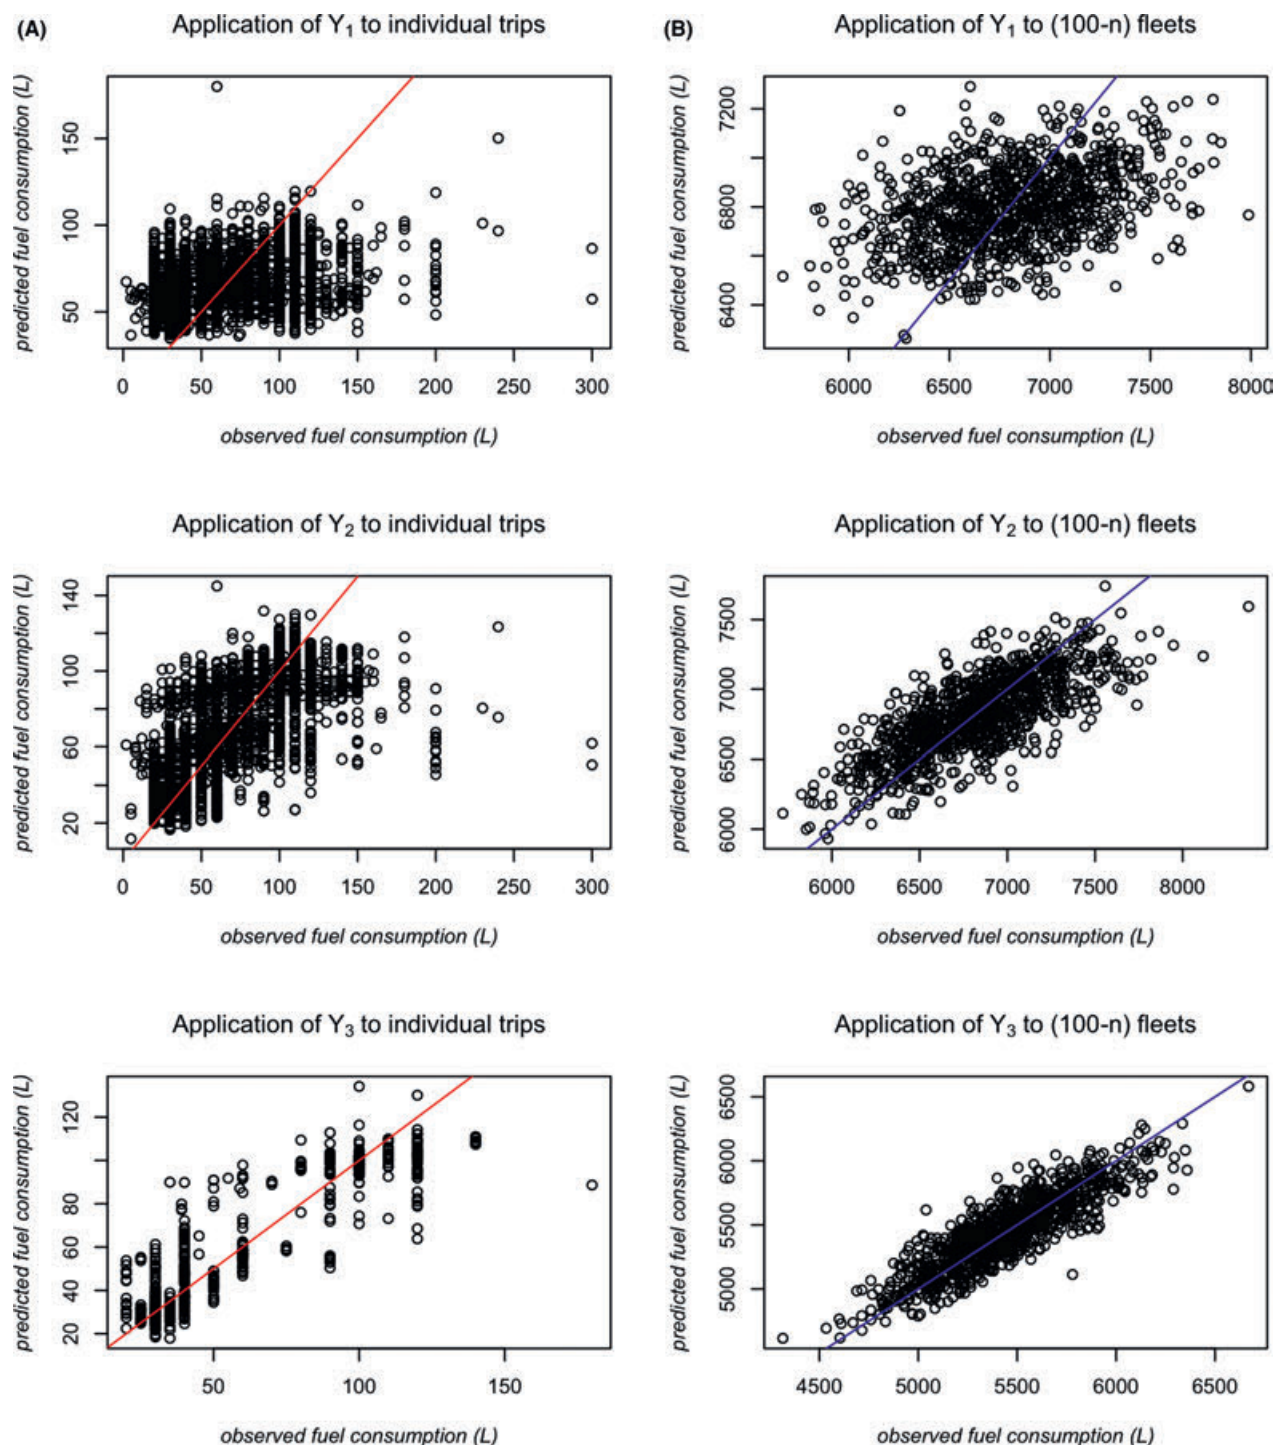 (A)
Application of Y₁ to individual trips
predicted fuel consumption (L)
150
100
50
0 50 100 150 200 250 300
observed fuel consumption (L)
(B)
Application of Y₁ to (100-n) fleets
predicted fuel consumption (L)
7200
6800
6400
6000 6500 7000 7500 8000
observed fuel consumption (L)
Application of Y₂ to individual trips
predicted fuel consumption (L)
140
100
60
20
0 50 100 150 200 250 300
observed fuel consumption (L)
Application of Y₂ to (100-n) fleets
predicted fuel consumption (L)
7500
7000
6500
6000
6000 6500 7000 7500 8000
observed fuel consumption (L)
Application of Y₃ to individual trips
predicted fuel consumption (L)
120
80
60
40
20
50 100 150
observed fuel consumption (L)
Application of Y₃ to (100-n) fleets
predicted fuel consumption (L)
6500
6000
5500
5000
4500 5000 5500 6000 6500
observed fuel consumption (L)